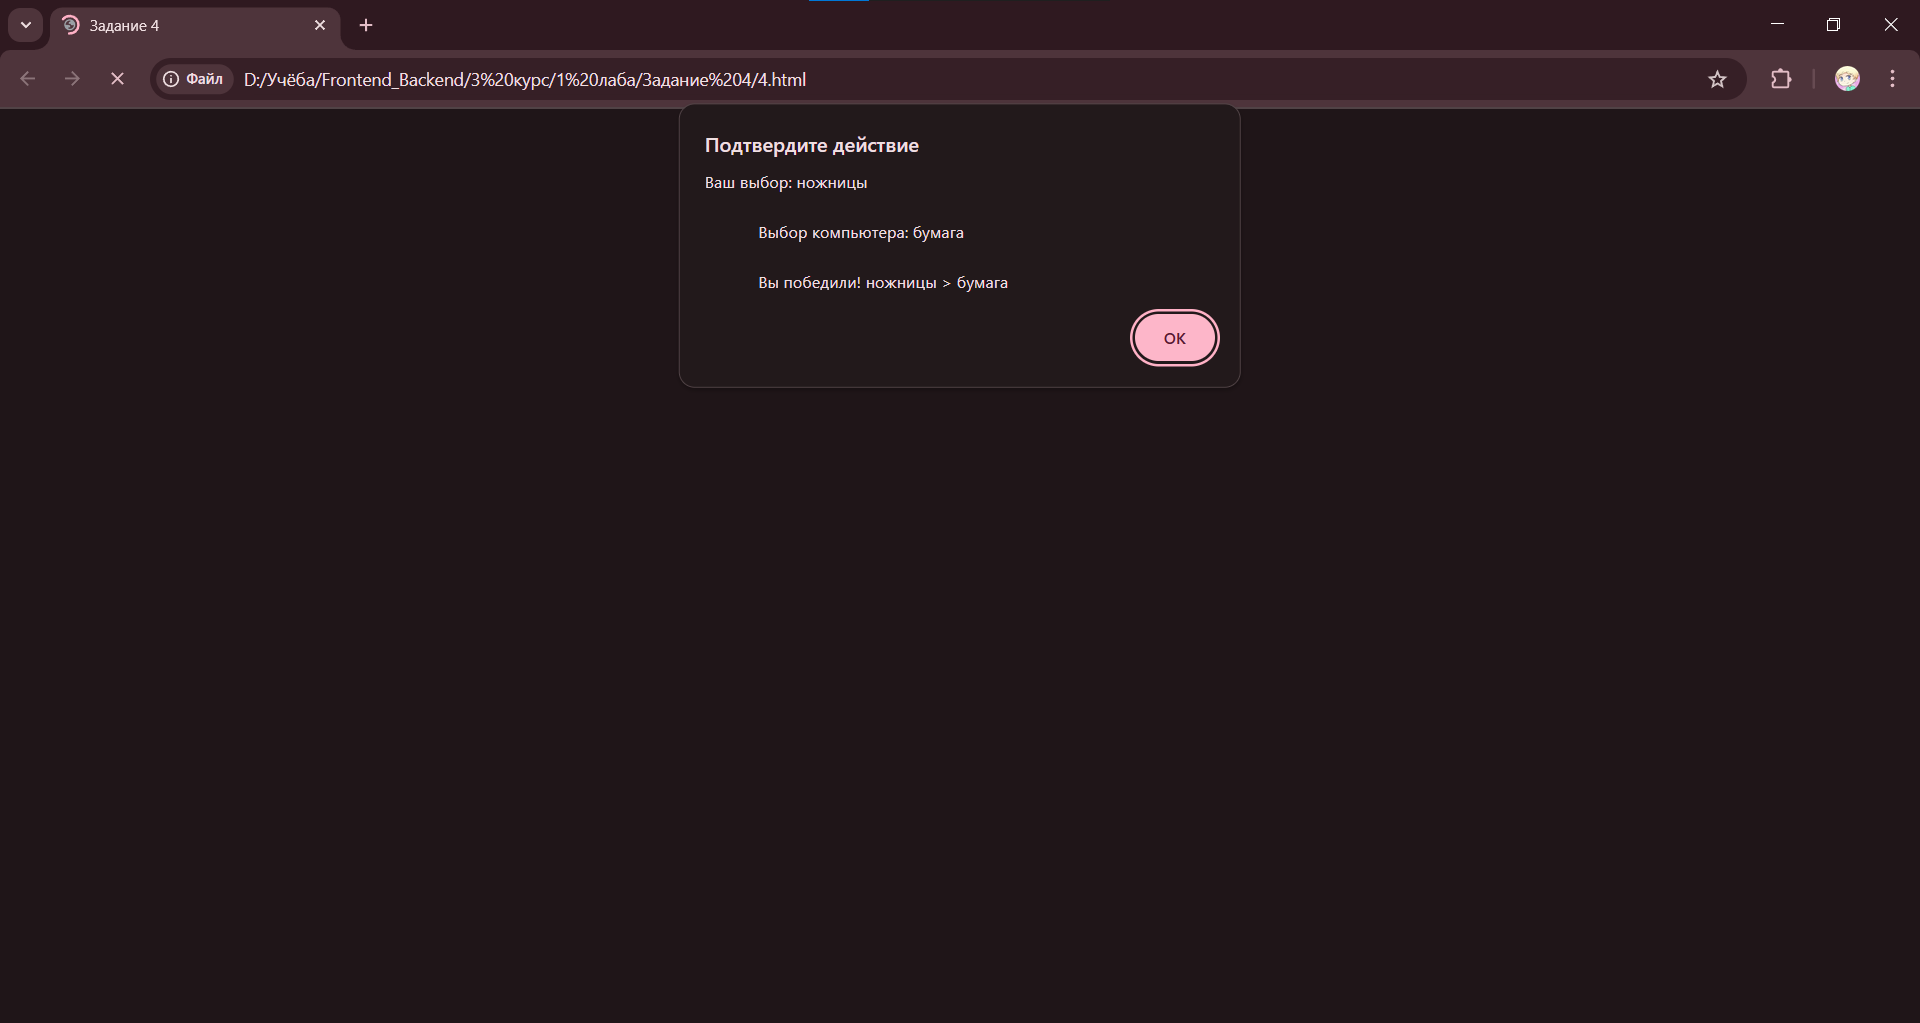 Задание 4
Файл
D:/Учёба/Frontend_Backend/3%20курс/1%20лаба/Задание%204/4.html
Подтвердите действие
Ваш выбор: ножницы
Выбор компьютера: бумага
Вы победили! ножницы > бумага
ОК